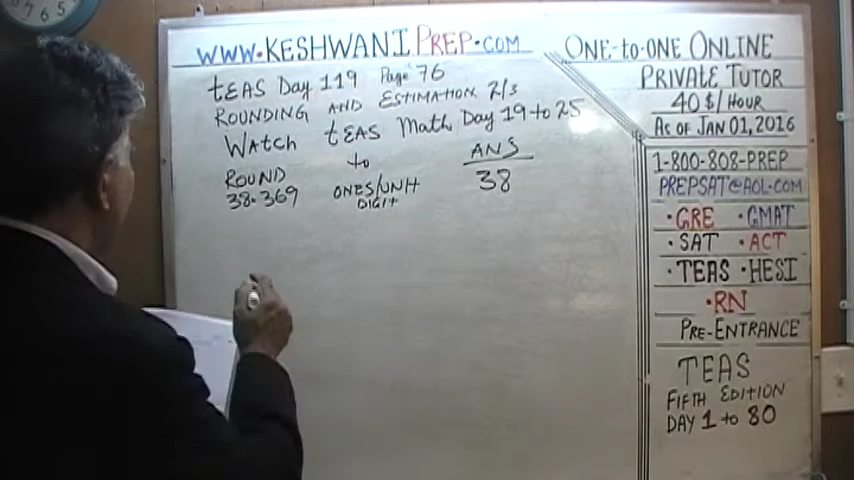 7 6 5
WWW.KESHWANIPREP.COM
tEAS Day 119 Page 76
ROUNDING AND ESTIMATION 2/3
WAtcH tEAS Math Day 19 to 25
ROUND to ANS
38.369 ONES/UNIT 38
DIGIT
ONE-to-ONE ONLINE
PRIVATE TUTOR
40 $/HOUR
AS OF JAN 01, 2016
1-800-808-PREP
PREPSAT@AOL.COM
•GRE •GMAT
•SAT •ACT
•TEAS •HESI
•RN
PRE-ENTRANCE
TEAS
FIFTH EDITION
DAY 1 to 80